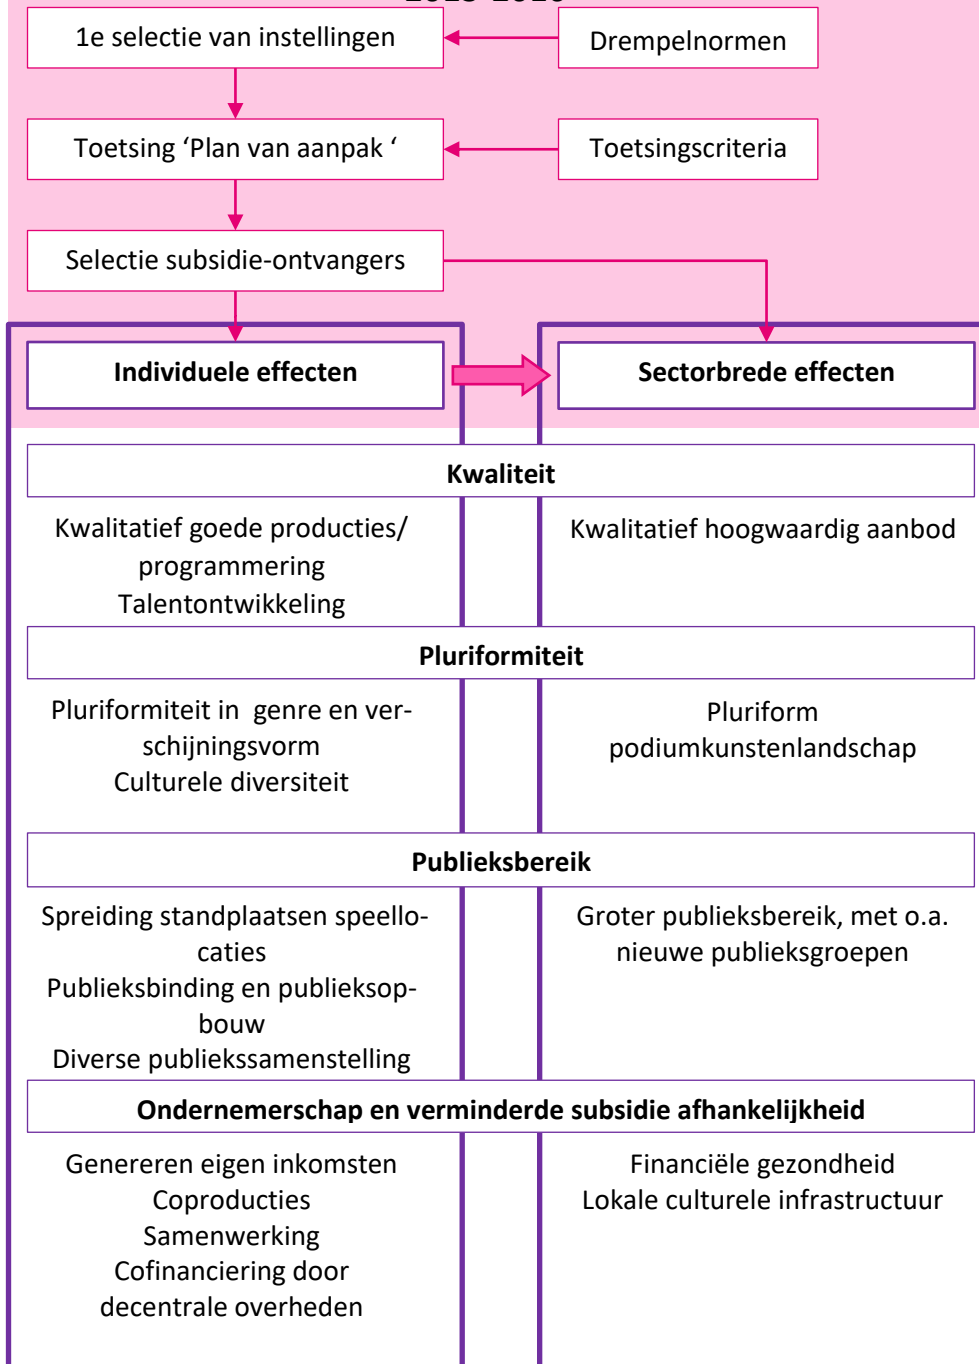 1e selectie van instellingen
Drempelnormen
Toetsing ‘Plan van aanpak ‘
Toetsingscriteria
Selectie subsidie-ontvangers
Individuele effecten
Sectorbrede effecten
Kwaliteit
Kwalitatief goede producties/
programmering
Talentontwikkeling
Kwalitatief hoogwaardig aanbod
Pluriformiteit
Pluriformiteit in genre en ver-
schijningsvorm
Culturele diversiteit
Pluriform
podiumkunstenlandschap
Publieksbereik
Spreiding standplaatsen speello-
caties
Publieksbinding en publieksop-
bouw
Diverse publiekssamenstelling
Groter publieksbereik, met o.a.
nieuwe publieksgroepen
Ondernemerschap en verminderde subsidie afhankelijkheid
Genereren eigen inkomsten
Coproducties
Samenwerking
Cofinanciering door
decentrale overheden
Financiële gezondheid
Lokale culturele infrastructuur